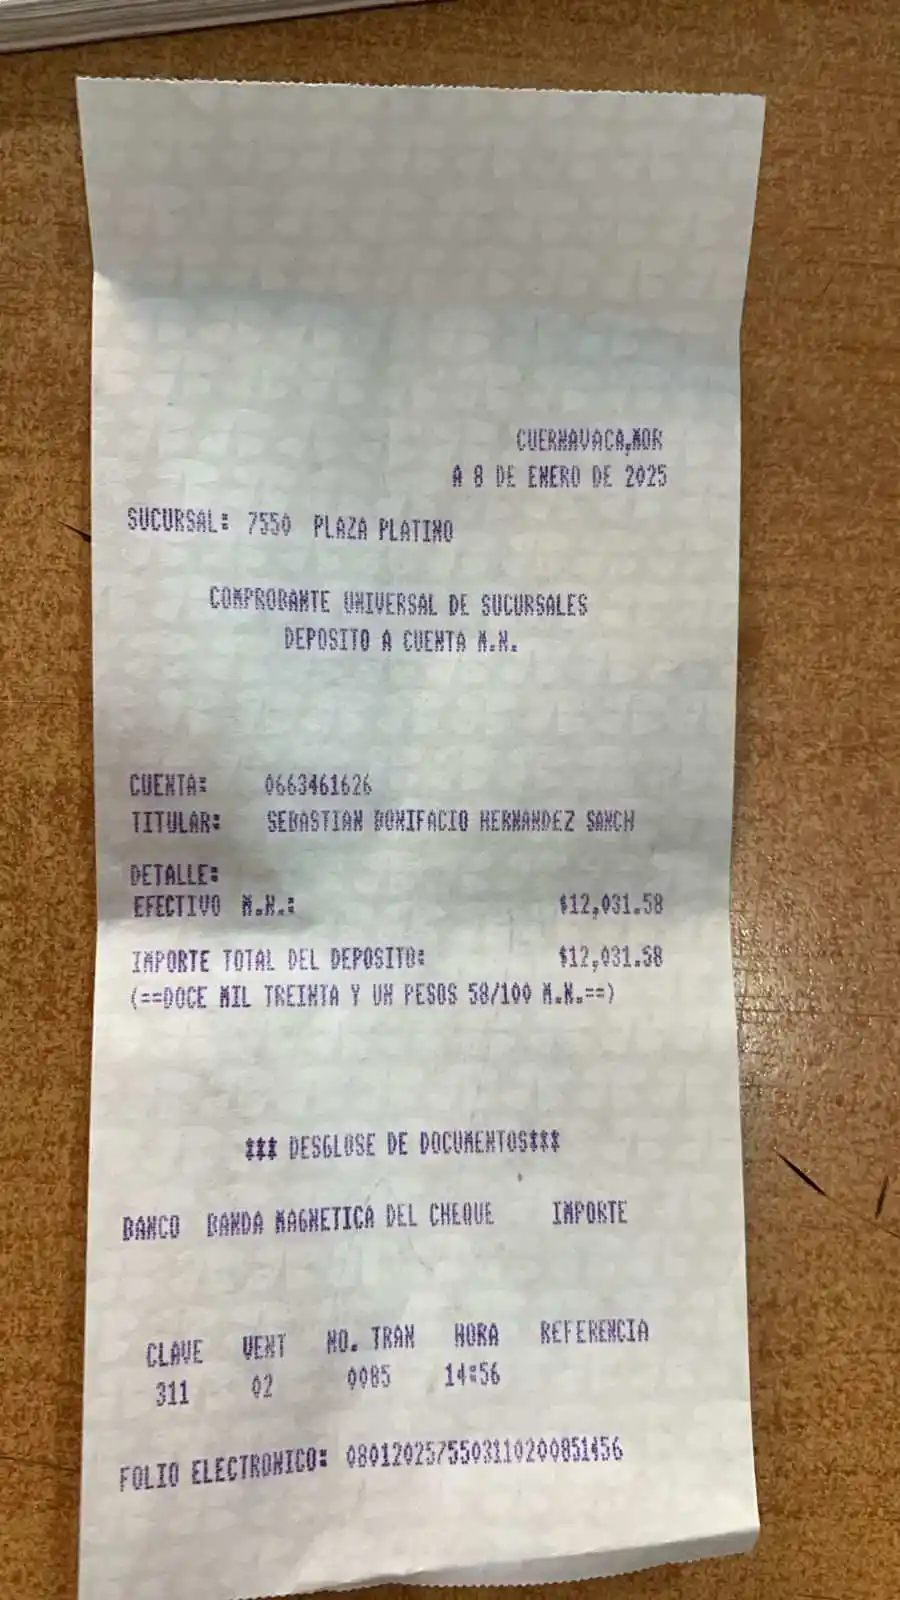 CUERNAVACA,MOR
A 8 DE ENERO DE 2025
SUCURSAL: 7550 PLAZA PLATINO
COMPROBANTE UNIVERSAL DE SUCURSALES
DEPOSITO A CUENTA M.N.
CUENTA: 0663461626
TITULAR: SEBASTIAN BONIFACIO HERNANDEZ SANCH
DETALLE:
EFECTIVO M.N.: $12,031.58
IMPORTE TOTAL DEL DEPOSITO: $12,031.58
(==DOCE MIL TREINTA Y UN PESOS 58/100 M.N.==)
*** DESGLOSE DE DOCUMENTOS***
BANCO BANDA MAGNETICA DEL CHEQUE IMPORTE
CLAVE VENT NO. TRAN HORA REFERENCIA
311 02 0085 14:56
FOLIO ELECTRONICO: 0801202575503110200851456